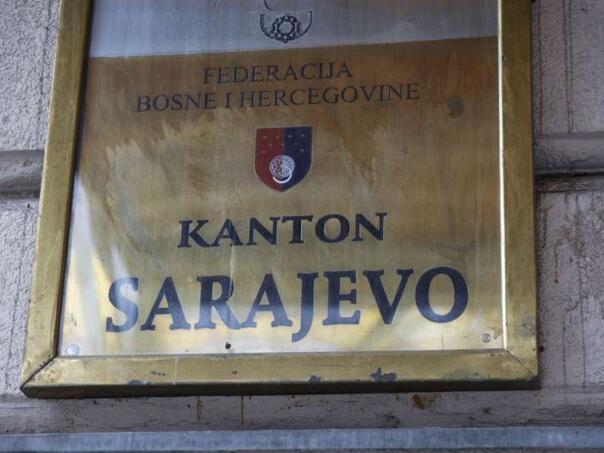 FEDERACIJA
BOSNE I HERCEGOVINE
KANTON
SARAJEVO